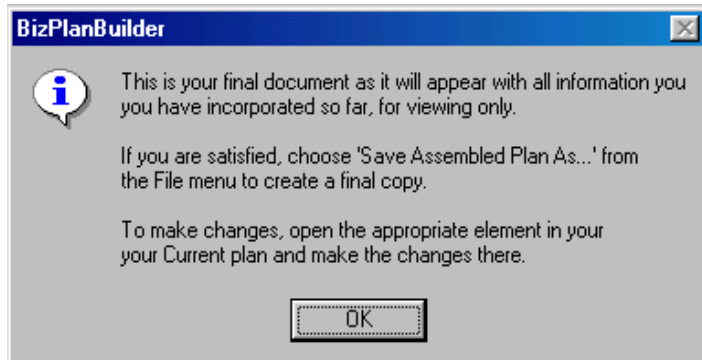 BizPlanBuilder
This is your final document as it will appear with all information you
you have incorporated so far, for viewing only.
If you are satisfied, choose 'Save Assembled Plan As...' from
the File menu to create a final copy.
To make changes, open the appropriate element in your
your Current plan and make the changes there.
OK